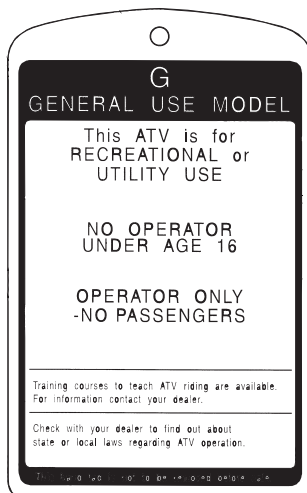 G
GENERAL USE MODEL
This ATV is for
RECREATIONAL or
UTILITY USE
NO OPERATOR
UNDER AGE 16
OPERATOR ONLY
-NO PASSENGERS
Training courses to teach ATV riding are available.
For information contact your dealer.
Check with your dealer to find out about
state or local laws regarding ATV operation.